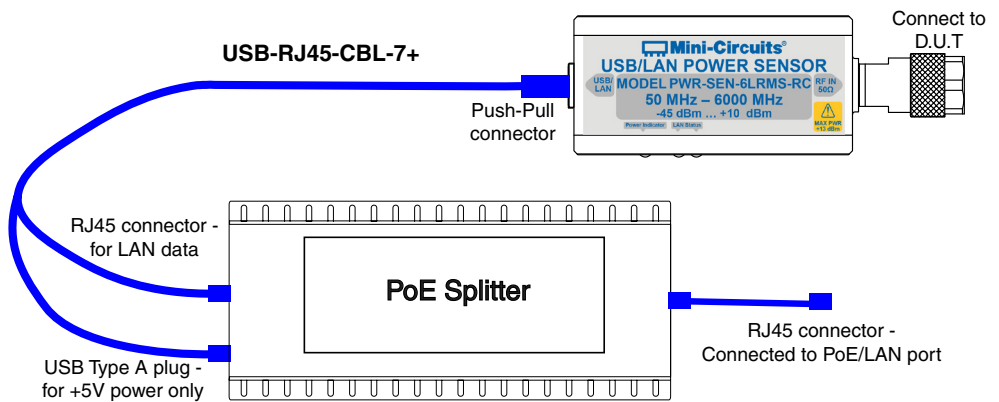 Connect to
D.U.T
USB-RJ45-CBL-7+
Mini-Circuits®
USB/LAN POWER SENSOR
USB/
LAN
MODEL PWR-SEN-6LRMS-RC
RF IN
50Ω
50 MHz – 6000 MHz
-45 dBm ... +10 dBm
Power Indicator
LAN Status
MAX PWR
+13 dBm
Push-Pull
connector
RJ45 connector -
for LAN data
PoE Splitter
RJ45 connector -
Connected to PoE/LAN port
USB Type A plug -
for +5V power only